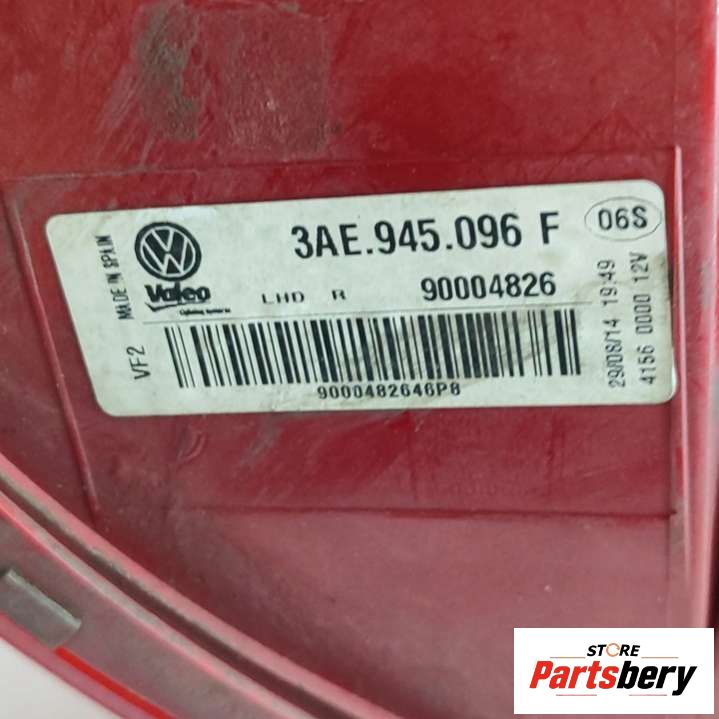 MADE IN SPAIN
VF2
VW
Valeo
3AE.945.096 F
06S
LHD R 90004826
9000482646P8
29/08/14 19:49
4156 0000 12V
STORE
Partsbery